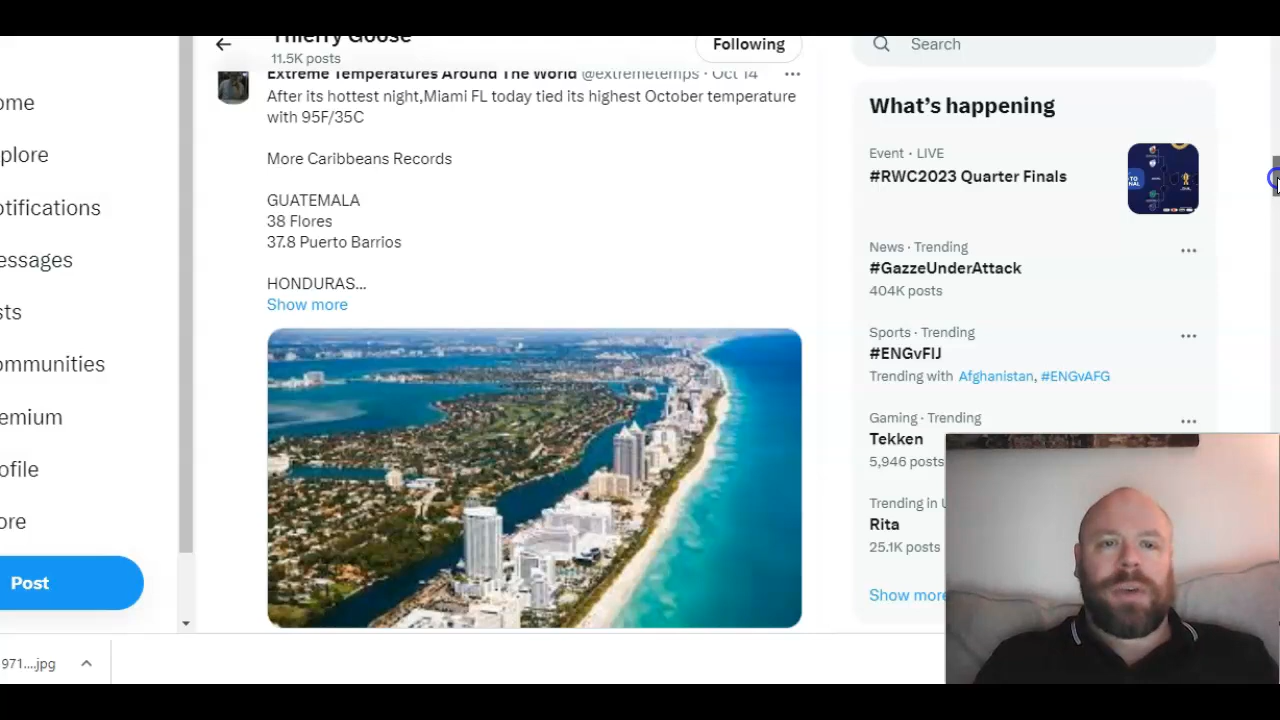 Thierry Goose
11.5K posts
Following
Search
ome
plore
otifications
essages
sts
ommunities
emium
ofile
ore
Post
Extreme Temperatures Around The World @extremetemps · Oct 14
After its hottest night,Miami FL today tied its highest October temperature
with 95F/35C
More Caribbeans Records
GUATEMALA
38 Flores
37.8 Puerto Barrios
HONDURAS...
Show more
What's happening
Event · LIVE
#RWC2023 Quarter Finals
News · Trending
#GazzeUnderAttack
404K posts
Sports · Trending
#ENGvFIJ
Trending with Afghanistan, #ENGvAFG
Gaming · Trending
Tekken
5,946 posts
Trending in U
Rita
25.1K posts
Show more
971....jpg